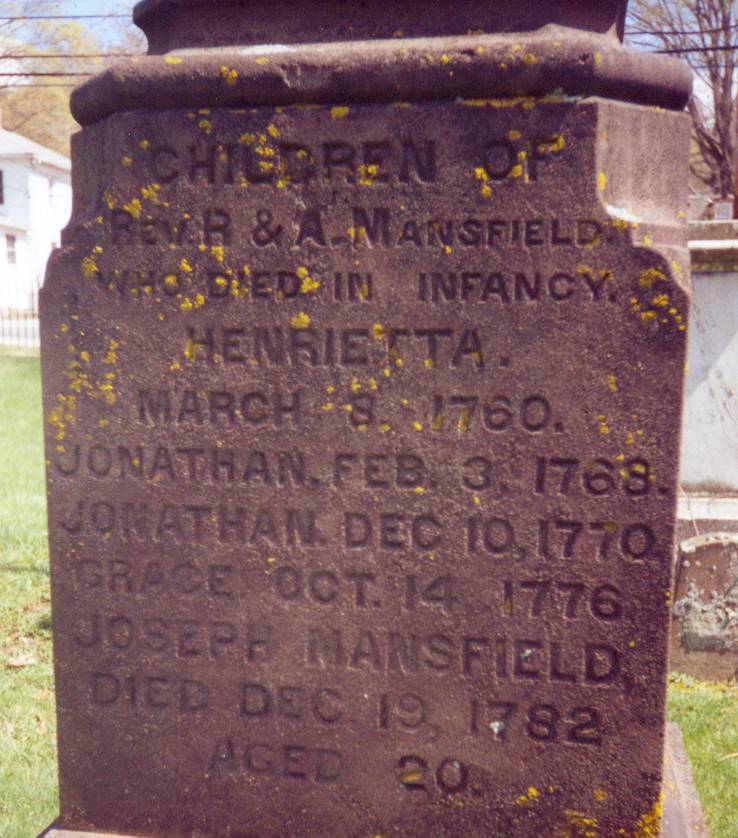 CHILDREN OF
REV. R & A. MANSFIELD.
WHO DIED IN INFANCY.
HENRIETTA.
MARCH 8. 1760.
JONATHAN. FEB. 3, 1768.
JONATHAN. DEC 10, 1770
GRACE OCT. 14, 1776
JOSEPH MANSFIELD,
DIED DEC. 19, 1782
AGED 20.